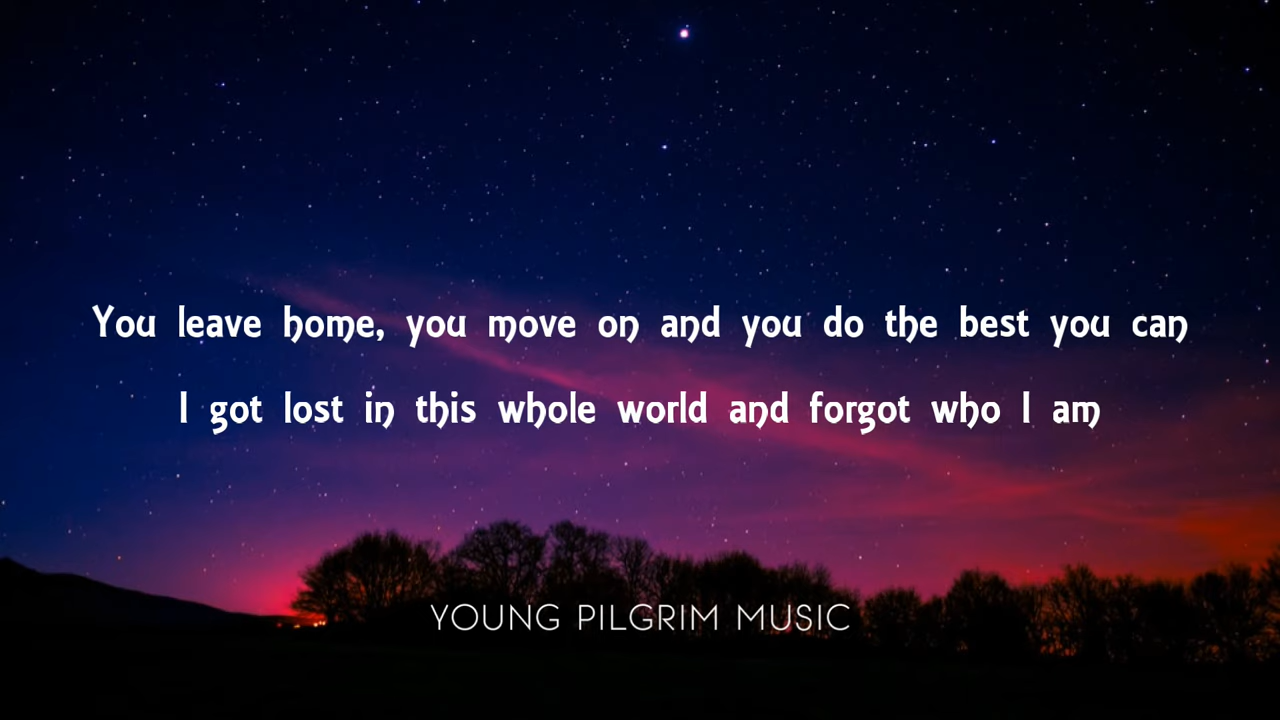 You leave home, you move on and you do the best you can
I got lost in this whole world and forgot who I am
YOUNG PILGRIM MUSIC